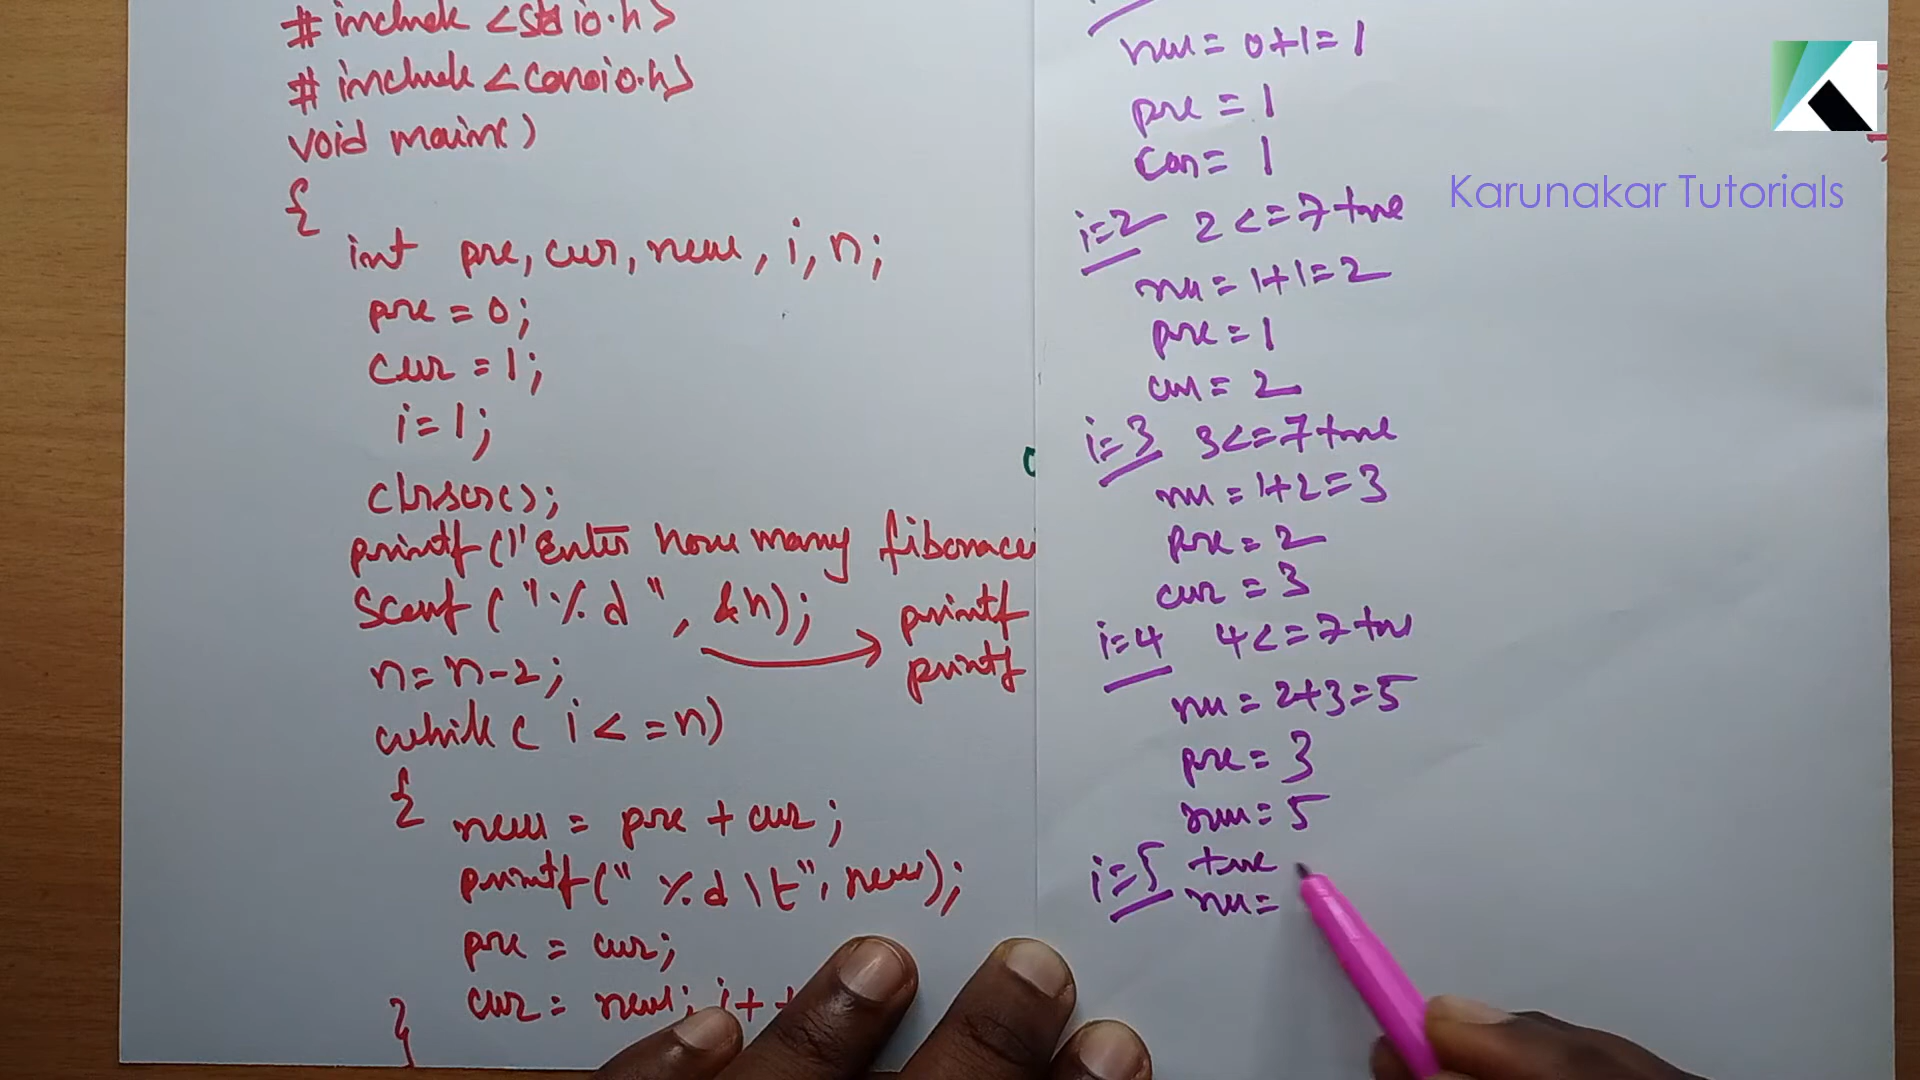 #include <stdio.h>
#include <conio.h>
void main()
{
int pre, cur, new, i, n;
pre = 0;
cur = 1;
i=1;
clrscr();
printf("Enter how many fibonacci
scanf("%d", &n);
printf
printf
n=n-2;
while( i<=n)
{
new = pre + cur;
printf("%d\t", new);
pre = cur;
cur = new; i++
}
new = 0+1=1
pre = 1
cur = 1
i=2 2<=7 true
new = 1+1=2
pre = 1
cur = 2
i=3 3<=7 true
new = 1+2=3
pre = 2
cur = 3
i=4 4<=7 true
new = 2+3=5
pre = 3
new = 5
i=5 true
new =
Karunakar Tutorials